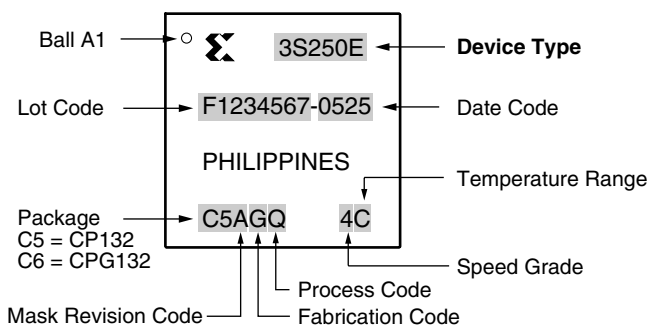 Ball A1
3S250E
Device Type
Lot Code
F1234567-0525
Date Code
PHILIPPINES
Temperature Range
Package
C5 = CP132
C6 = CPG132
C5AGQ
4C
Speed Grade
Process Code
Mask Revision Code
Fabrication Code